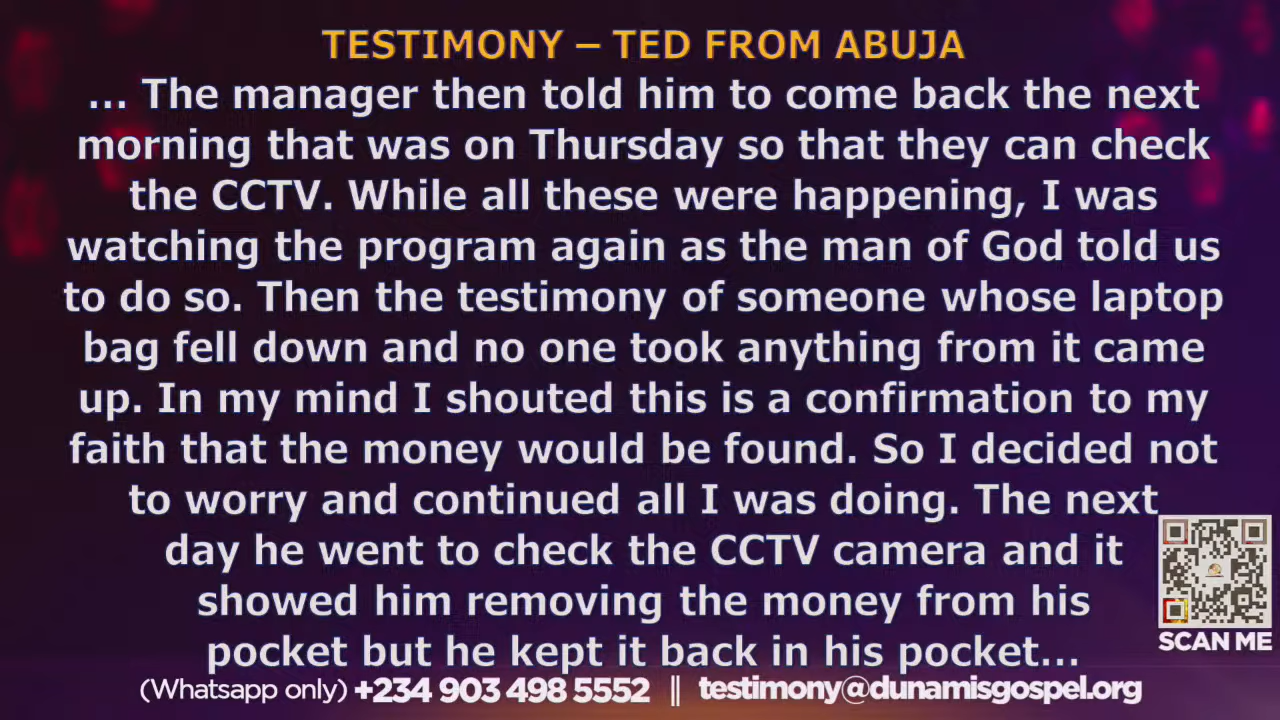 TESTIMONY – TED FROM ABUJA
... The manager then told him to come back the next
morning that was on Thursday so that they can check
the CCTV. While all these were happening, I was
watching the program again as the man of God told us
to do so. Then the testimony of someone whose laptop
bag fell down and no one took anything from it came
up. In my mind I shouted this is a confirmation to my
faith that the money would be found. So I decided not
to worry and continued all I was doing. The next
day he went to check the CCTV camera and it
showed him removing the money from his
pocket but he kept it back in his pocket...
SCAN ME
(Whatsapp only) +234 903 498 5552 || testimony@dunamisgospel.org